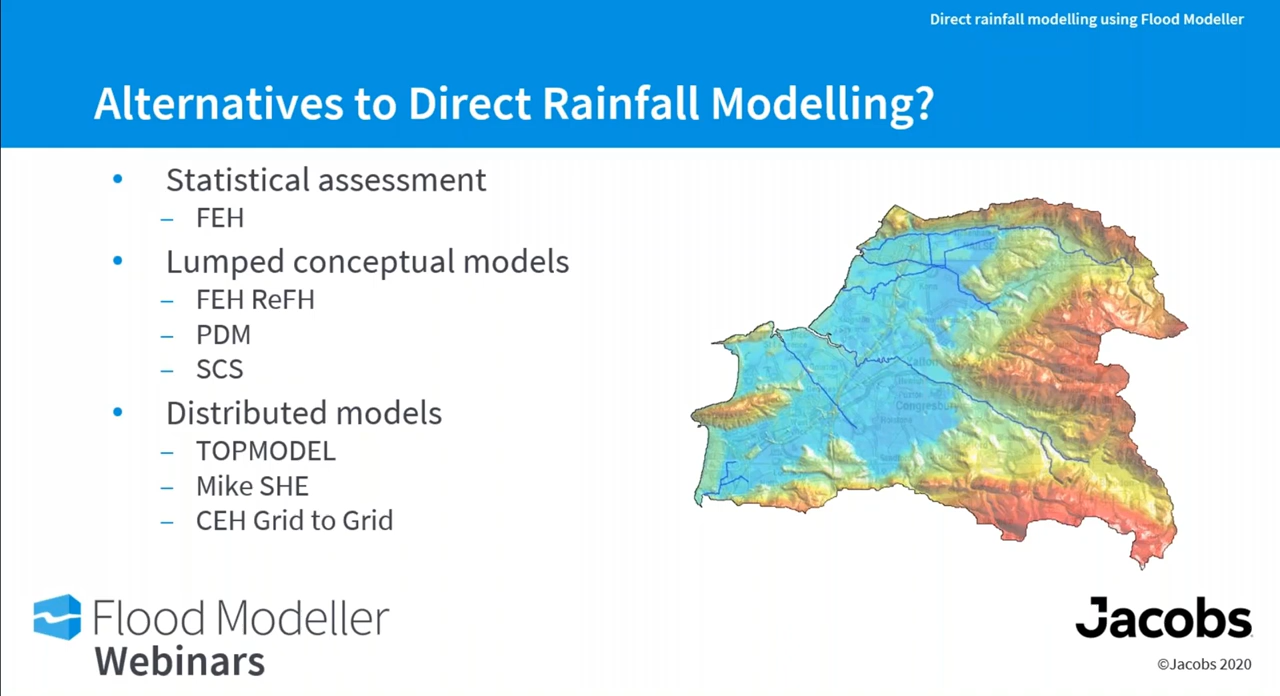 Direct rainfall modelling using Flood Modeller
Alternatives to Direct Rainfall Modelling?
• Statistical assessment
– FEH
• Lumped conceptual models
– FEH ReFH
– PDM
– SCS
• Distributed models
– TOPMODEL
– Mike SHE
– CEH Grid to Grid
Congresbury
Flood Modeller
Webinars
Jacobs
©Jacobs 2020